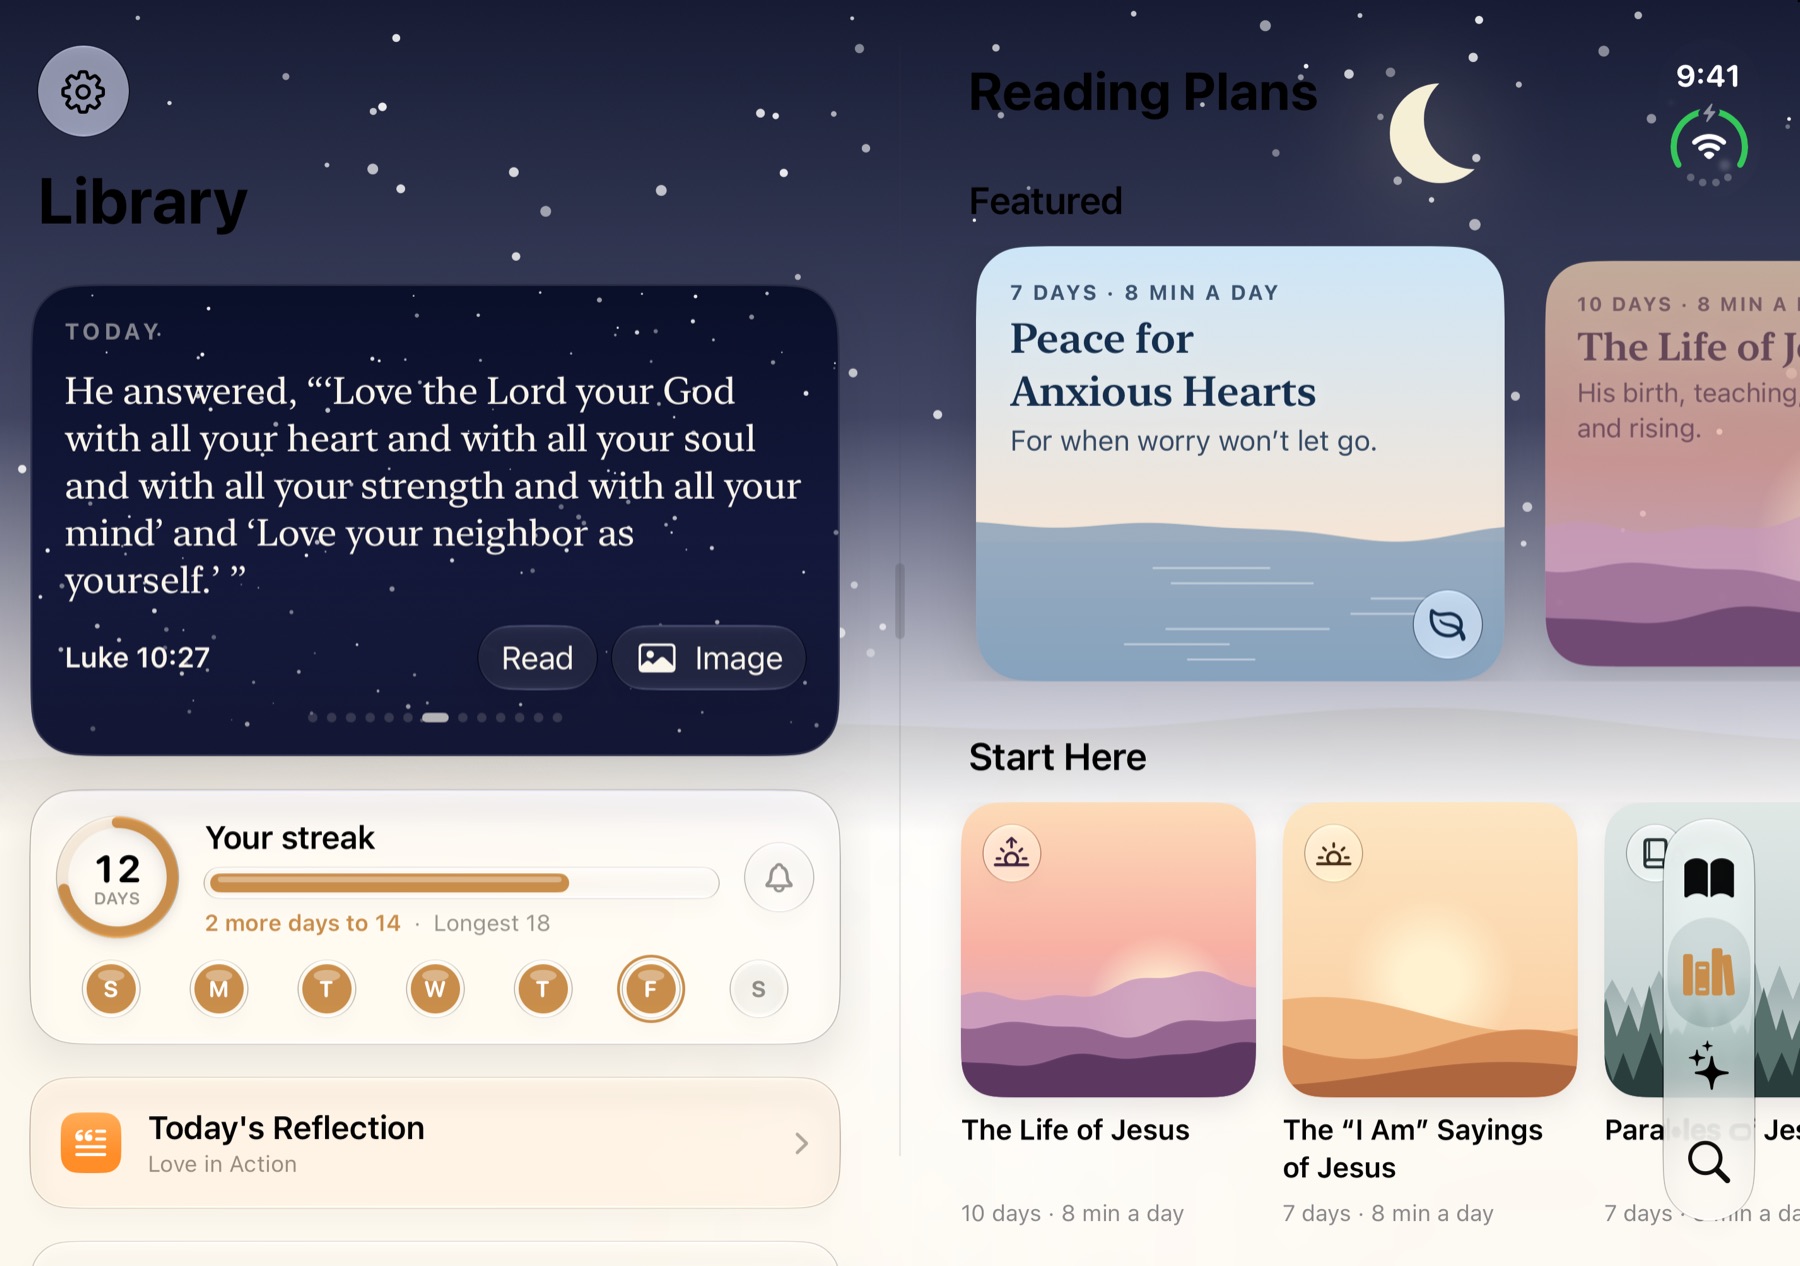 Library
TODAY
He answered, “‘Love the Lord your God
with all your heart and with all your soul
and with all your strength and with all your
mind’ and ‘Love your neighbor as
yourself.’ ”
Luke 10:27
Read
Image
12
DAYS
Your streak
2 more days to 14 · Longest 18
S M T W T F S
Today's Reflection
Love in Action
Reading Plans
9:41
Featured
7 DAYS · 8 MIN A DAY
Peace for
Anxious Hearts
For when worry won’t let go.
10 DAYS · 8 MIN A
The Life of
His birth, teaching,
and rising.
Start Here
The Life of Jesus
10 days · 8 min a day
The “I Am” Sayings
of Jesus
7 days · 8 min a day
7 days ·